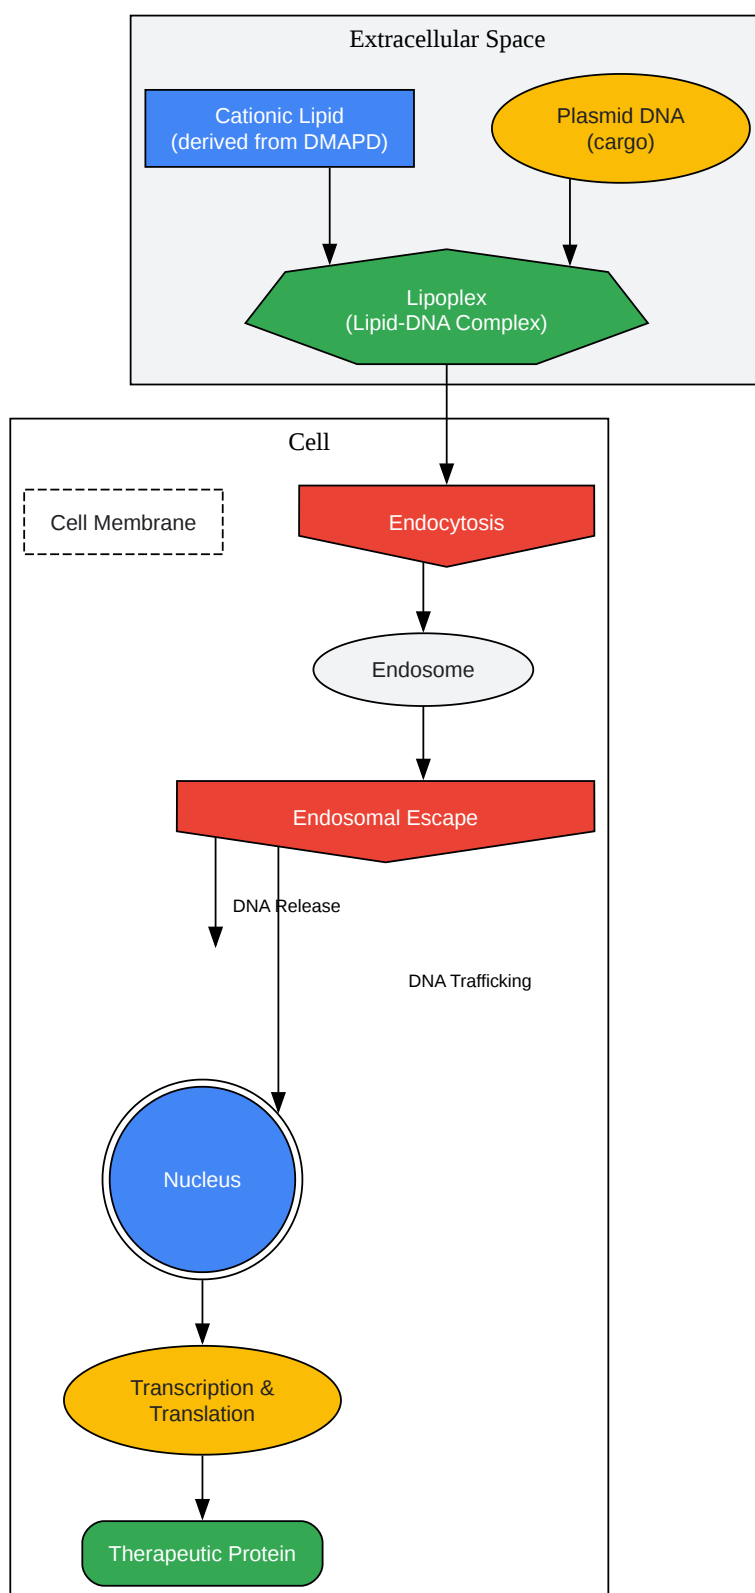 Extracellular Space
Cationic Lipid
(derived from DMAPD)
Plasmid DNA
(cargo)
Lipoplex
(Lipid-DNA Complex)
Cell
Cell Membrane
Endocytosis
Endosome
Endosomal Escape
DNA Release
DNA Trafficking
Nucleus
Transcription &
Translation
Therapeutic Protein